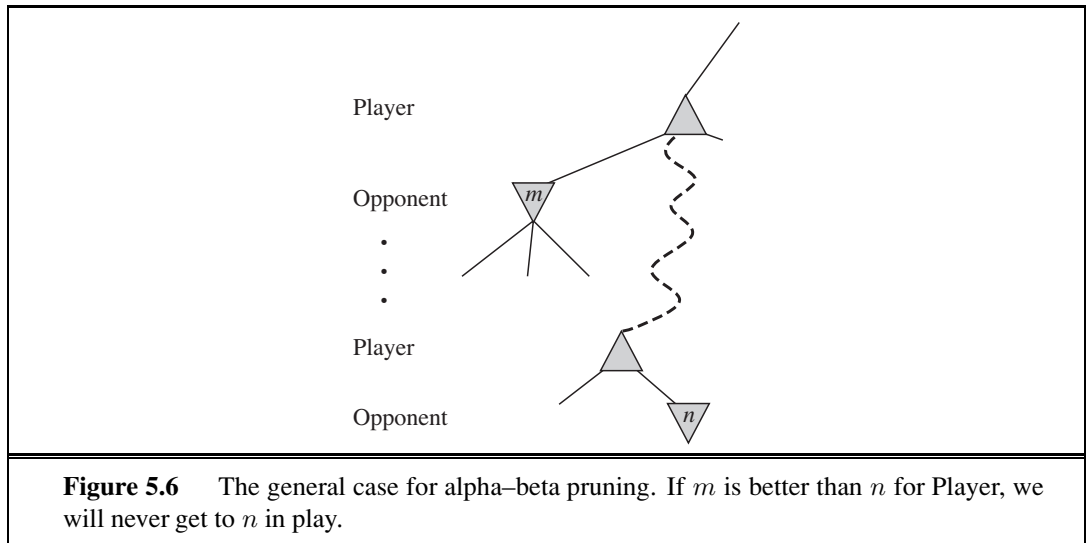 Player
Opponent
m
Player
Opponent
n
Figure 5.6 The general case for alpha–beta pruning. If m is better than n for Player, we
will never get to n in play.